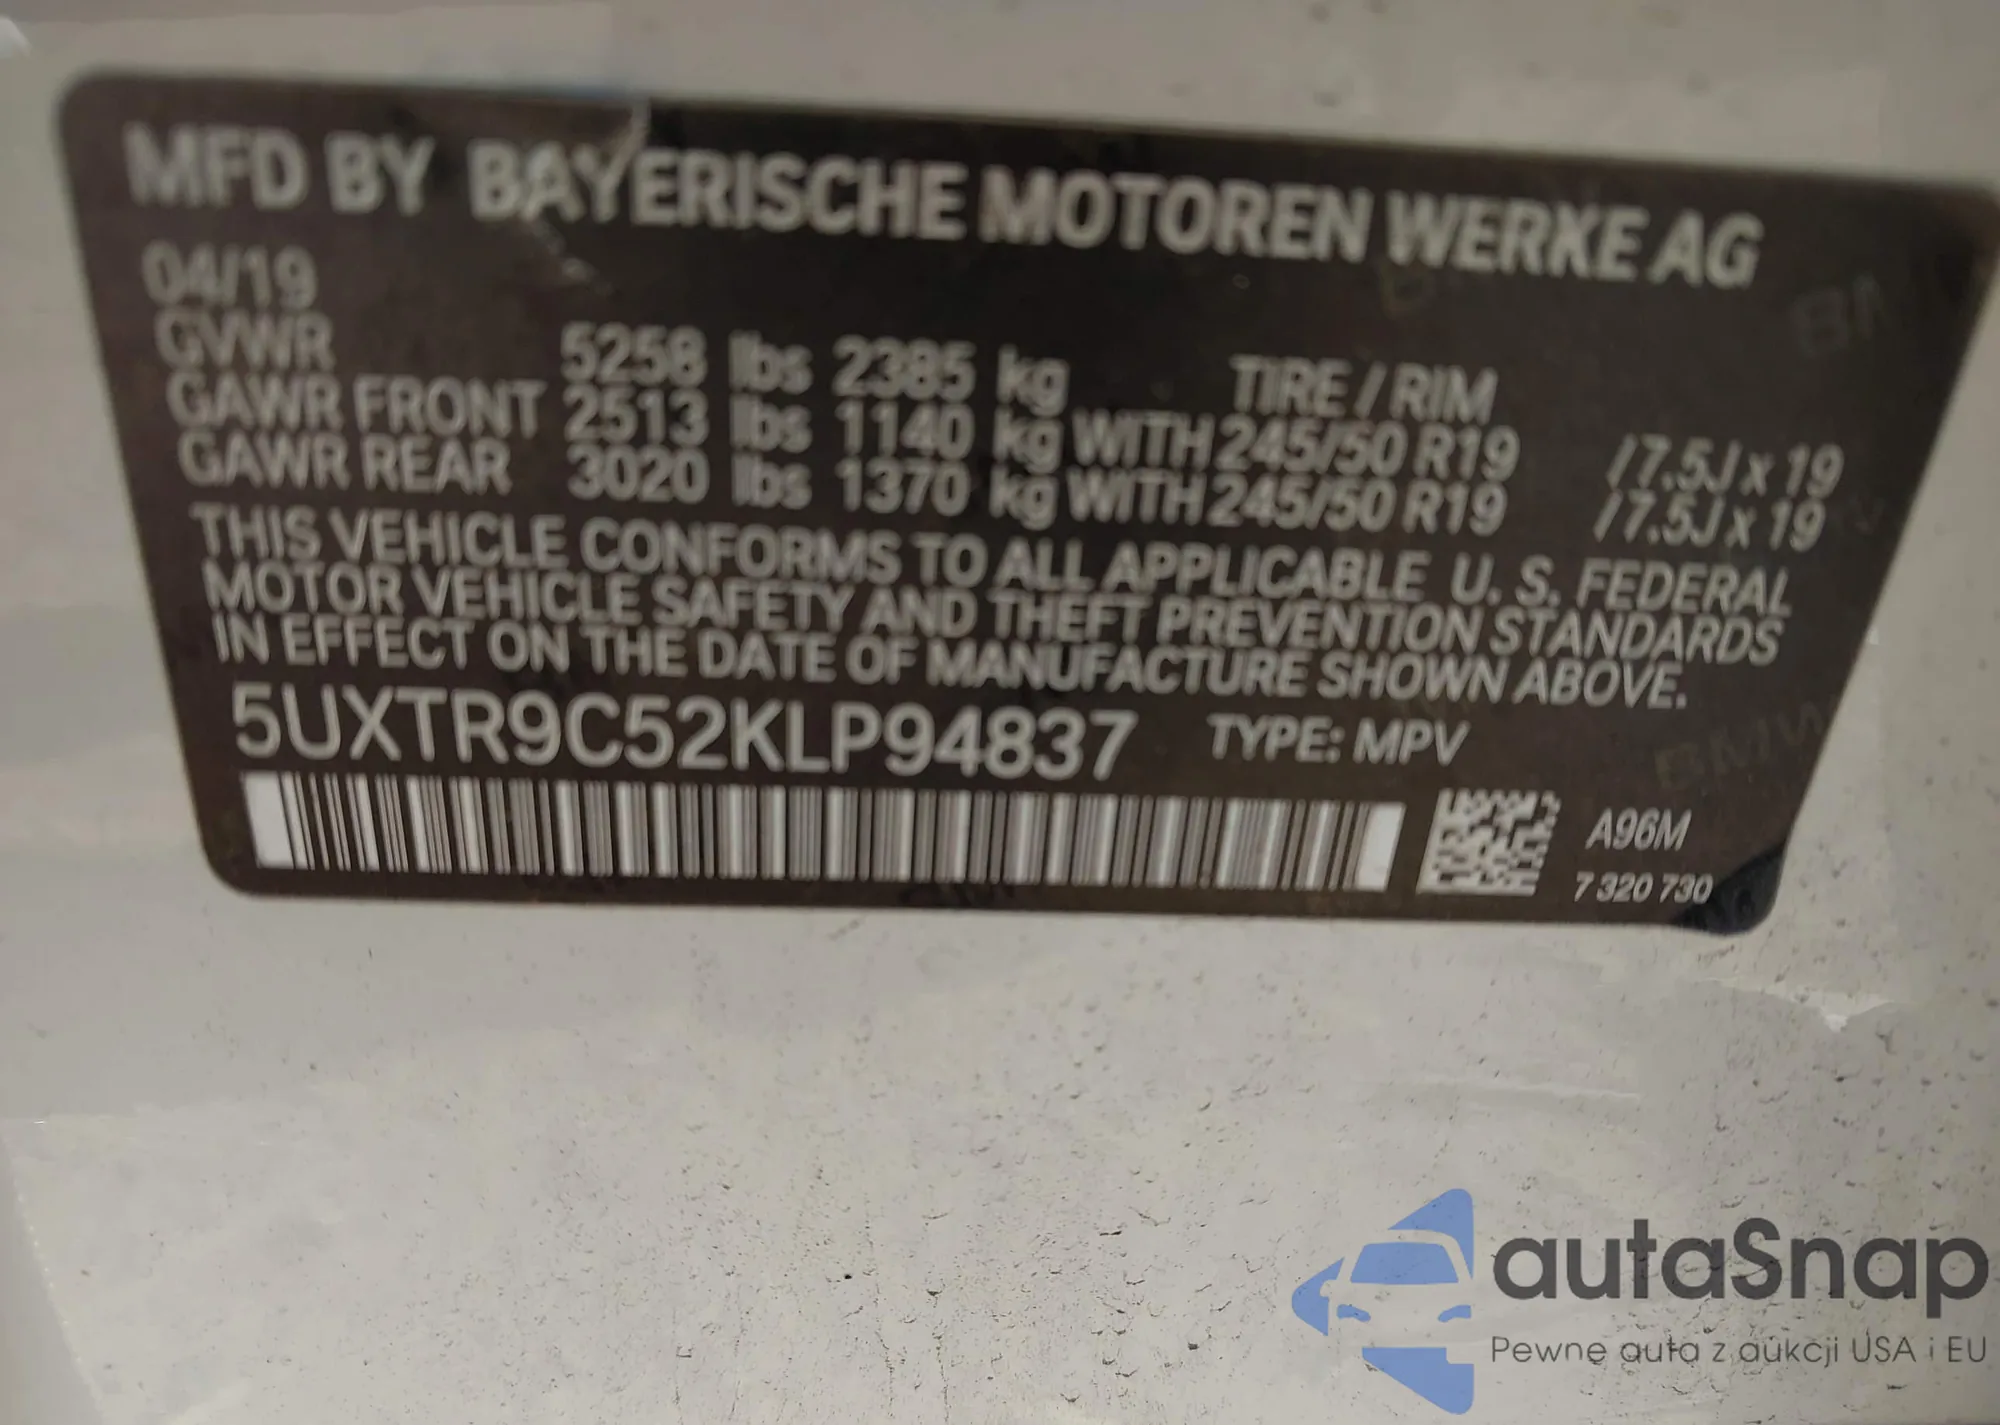 MFD BY BAYERISCHE MOTOREN WERKE AG
04/19
GVWR 5258 lbs 2385 kg TIRE / RIM
GAWR FRONT 2513 lbs 1140 kg WITH 245/50 R19 /7.5J x 19
GAWR REAR 3020 lbs 1370 kg WITH 245/50 R19 /7.5J x 19
THIS VEHICLE CONFORMS TO ALL APPLICABLE U. S. FEDERAL
MOTOR VEHICLE SAFETY AND THEFT PREVENTION STANDARDS
IN EFFECT ON THE DATE OF MANUFACTURE SHOWN ABOVE.
5UXTR9C52KLP94837 TYPE: MPV
A96M
7 320 730
autaSnap
Pewne auta z aukcji USA i EU